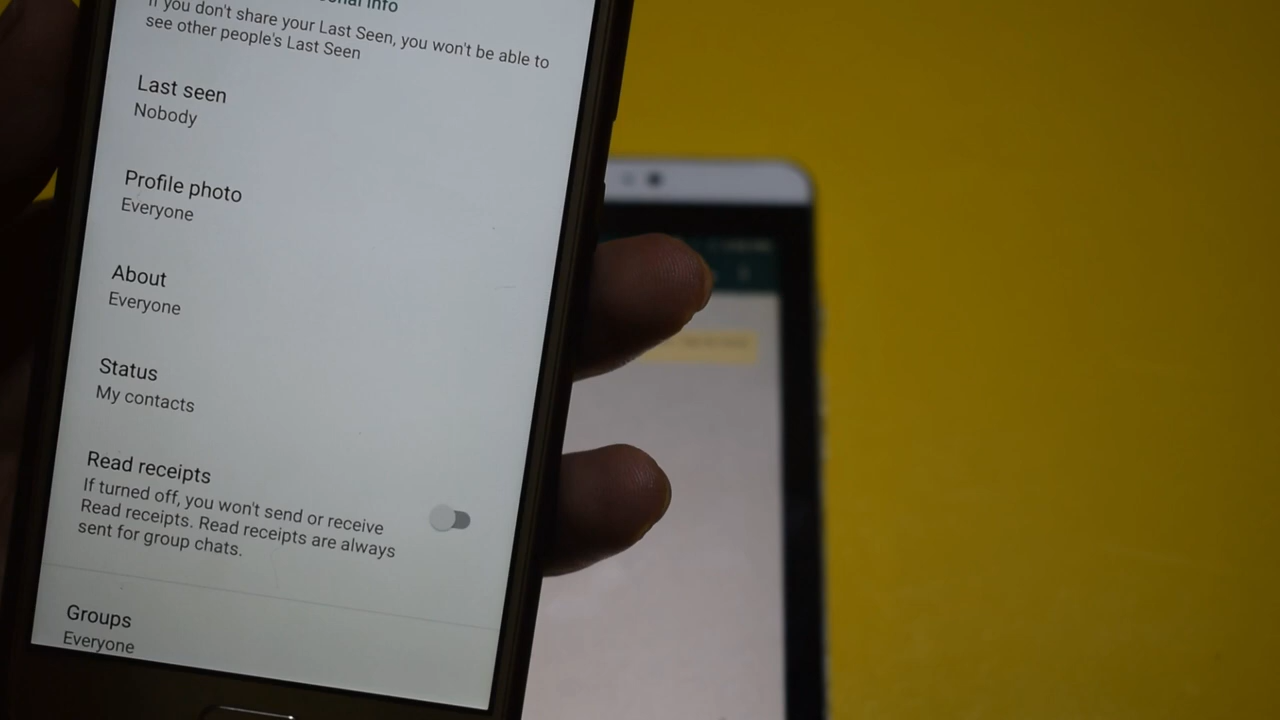 info
If you don't share your Last Seen, you won't be able to
see other people's Last Seen
Last seen
Nobody
Profile photo
Everyone
About
Everyone
Status
My contacts
Read receipts
If turned off, you won't send or receive
Read receipts. Read receipts are always
sent for group chats.
Groups
Everyone